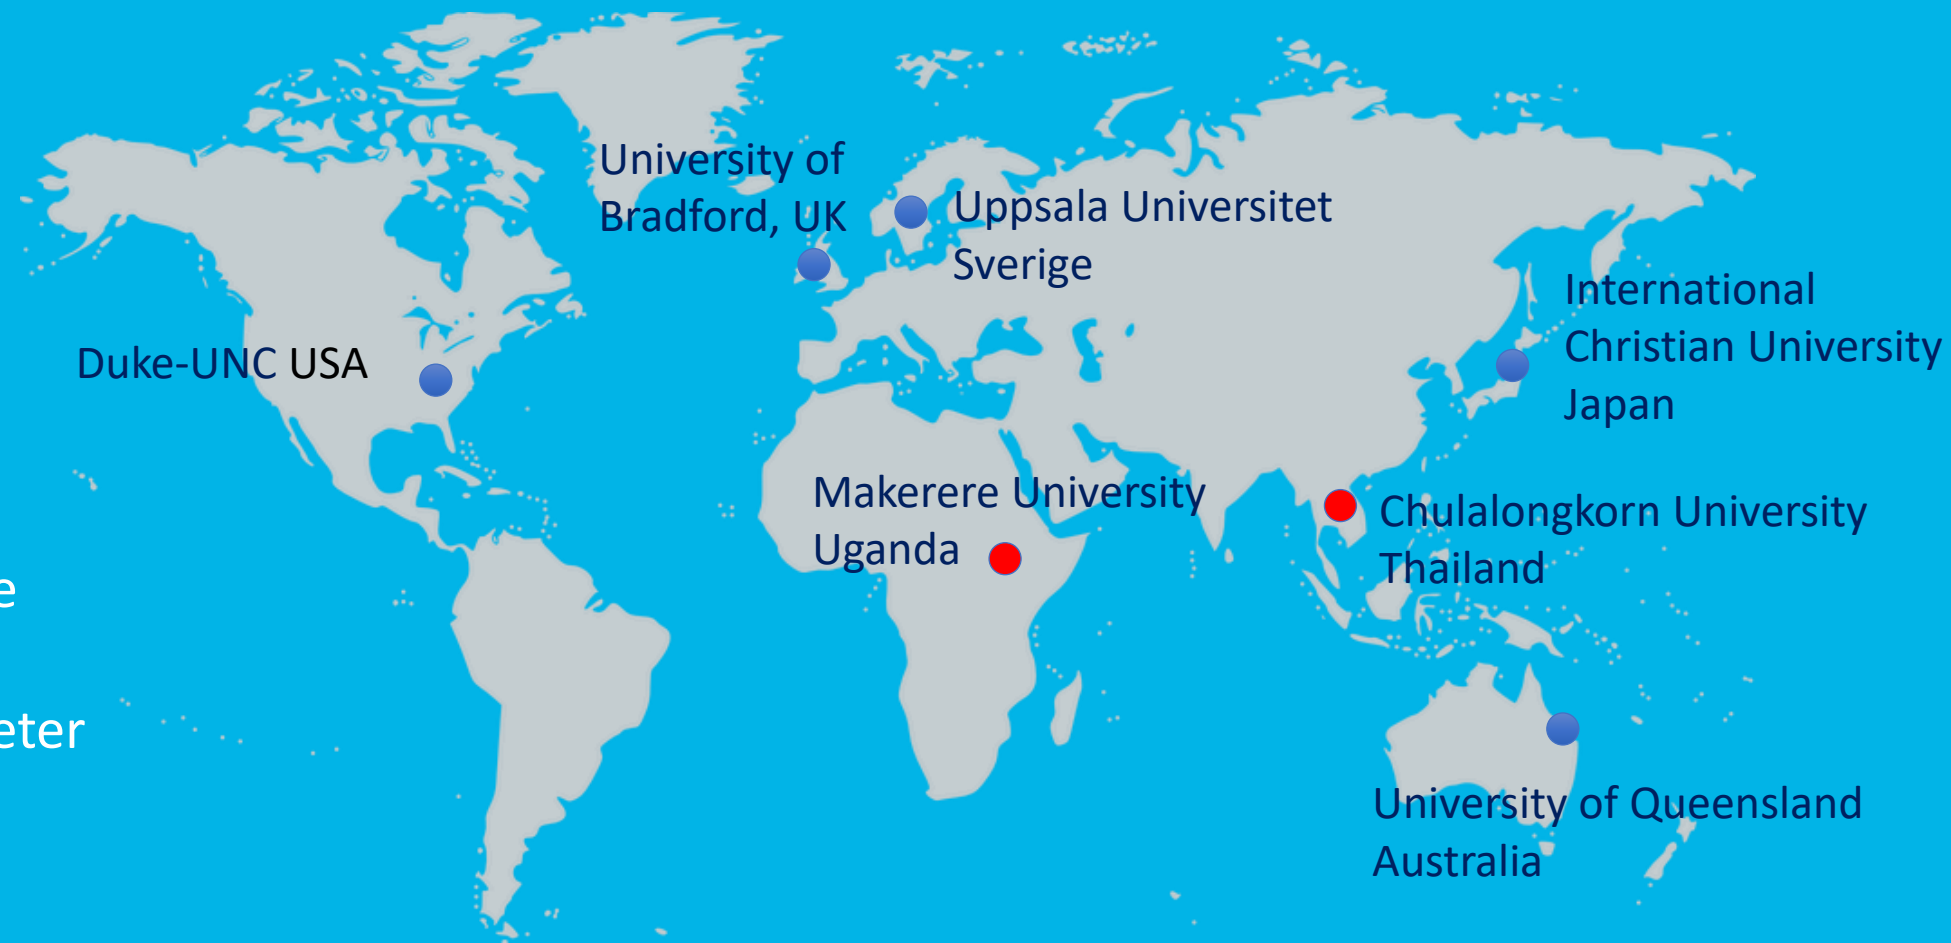 University of
Bradford, UK
Uppsala Universitet
Sverige
International
Christian University
Japan
Duke-UNC USA
Makerere University
Uganda
Chulalongkorn University
Thailand
University of Queensland
Australia